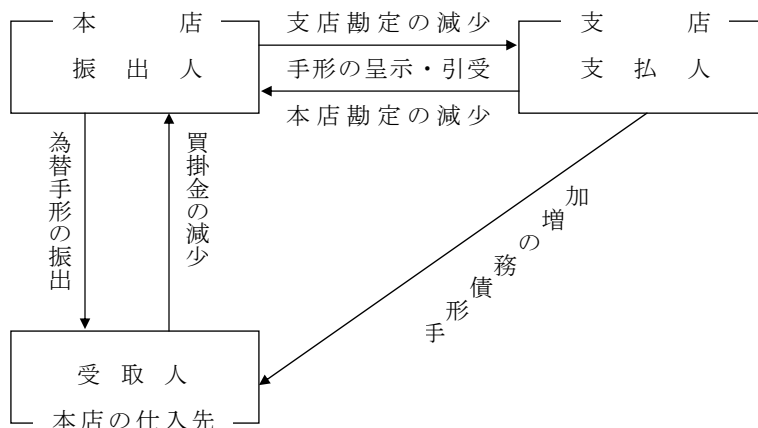 本店
振出人
支店勘定の減少
手形の呈示・引受
本店勘定の減少
支店
支払人
為替手形の振出
買掛金の減少
手形債務の増加
受取人
本店の仕入先